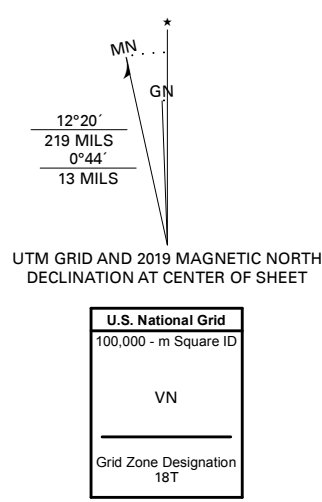 ★
MN
GN
12°20´
219 MILS
0°44´
13 MILS
UTM GRID AND 2019 MAGNETIC NORTH
DECLINATION AT CENTER OF SHEET
U.S. National Grid
100,000 - m Square ID
VN
Grid Zone Designation
18T